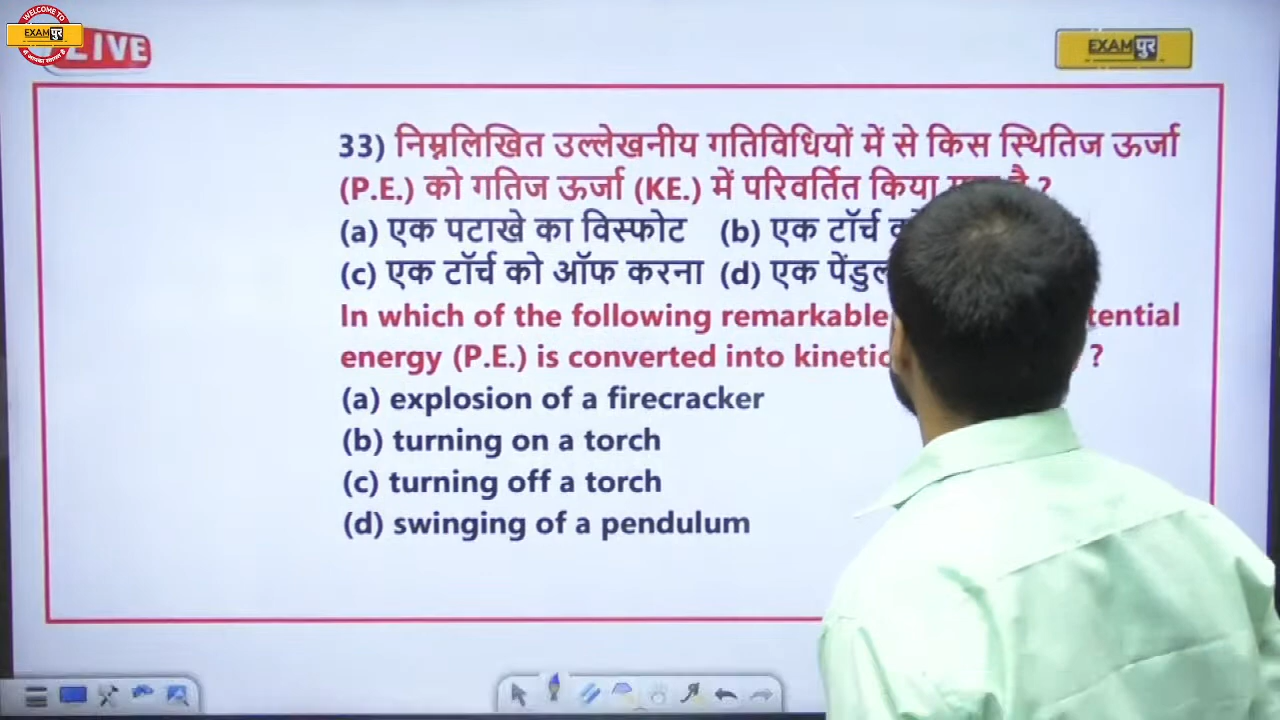 WELCOME TO
EXAMपुर
LIVE
EXAMपुर
33) निम्नलिखित उल्लेखनीय गतिविधियों में से किस स्थितिज ऊर्जा
(P.E.) को गतिज ऊर्जा (KE.) में परिवर्तित किया है ?
(a) एक पटाखे का विस्फोट (b) एक टॉर्च
(c) एक टॉर्च को ऑफ करना (d) एक
In which of the following remarkable
energy (P.E.) is converted into ?
(a) explosion of a firecracker
(b) turning on a torch
(c) turning off a torch
(d) swinging of a pendulum